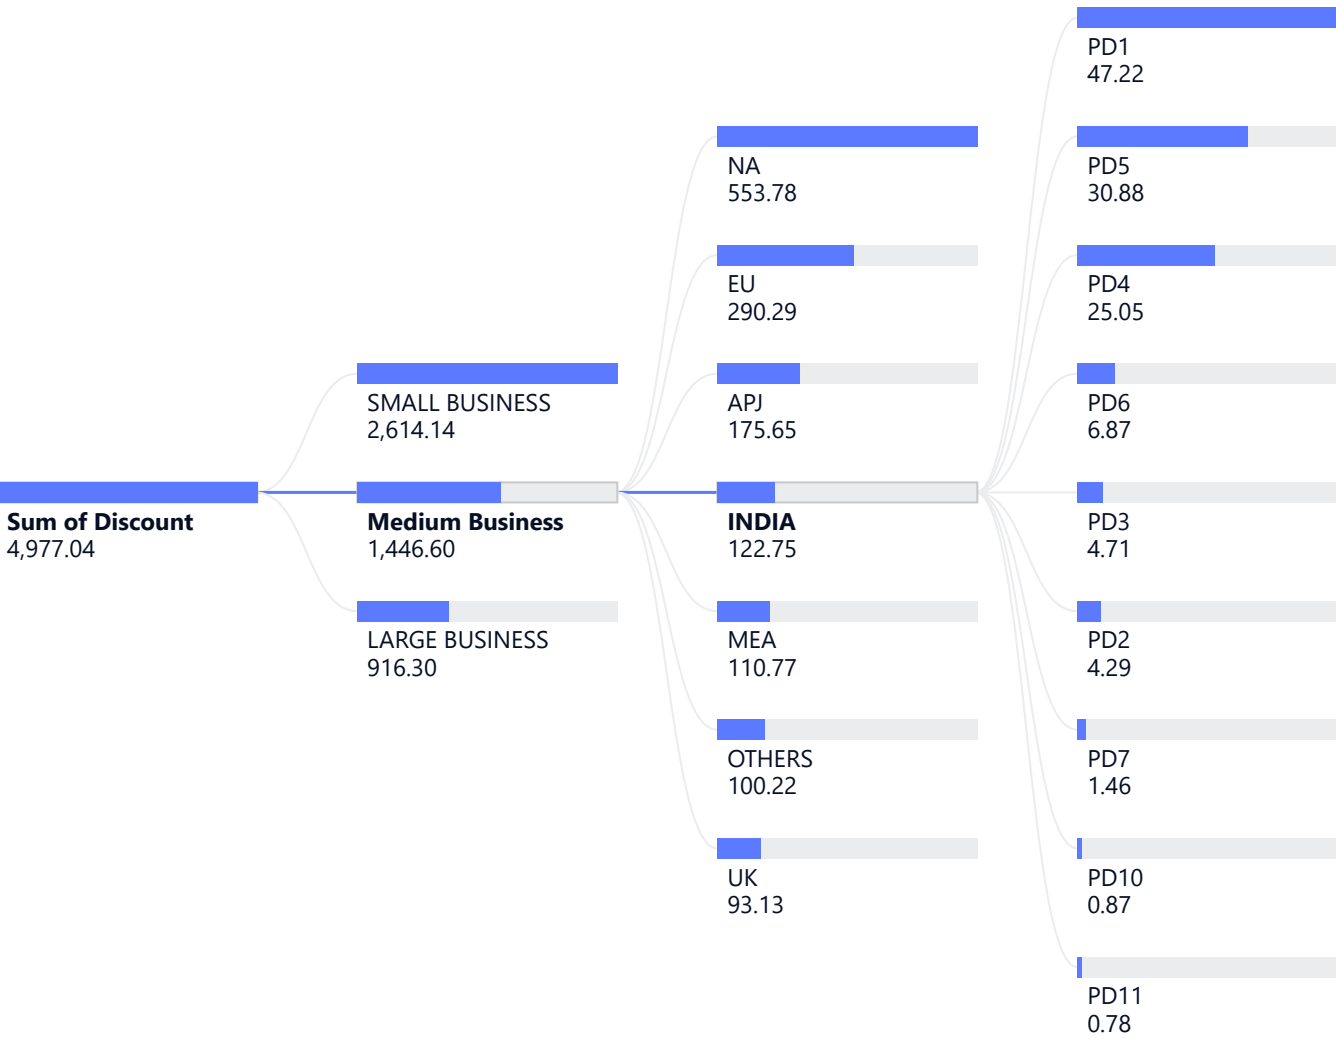 Sum of Discount
4,977.04
SMALL BUSINESS
2,614.14
Medium Business
1,446.60
LARGE BUSINESS
916.30
NA
553.78
EU
290.29
APJ
175.65
INDIA
122.75
MEA
110.77
OTHERS
100.22
UK
93.13
PD1
47.22
PD5
30.88
PD4
25.05
PD6
6.87
PD3
4.71
PD2
4.29
PD7
1.46
PD10
0.87
PD11
0.78